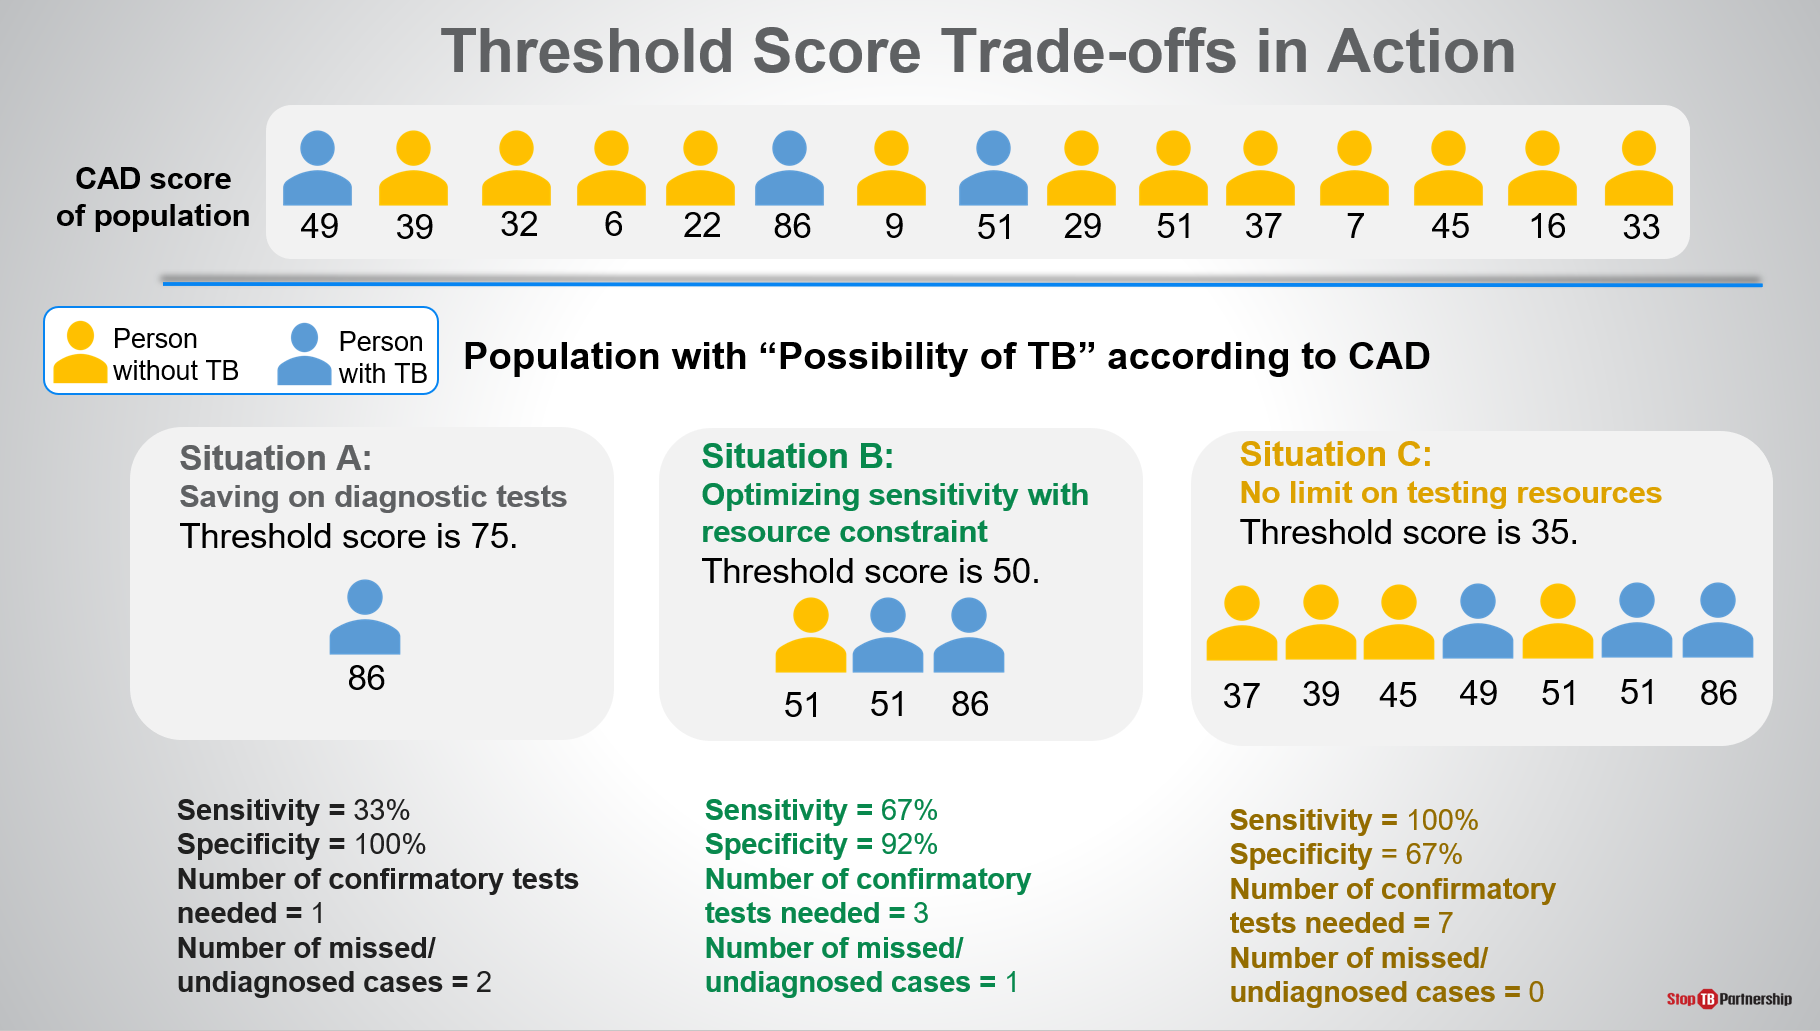 Threshold Score Trade-offs in Action
CAD score
of population
49 39 32 6 22 86 9 51 29 51 37 7 45 16 33
Person
without TB
Person
with TB
Population with “Possibility of TB” according to CAD
Situation A:
Saving on diagnostic tests
Threshold score is 75.
86
Sensitivity = 33%
Specificity = 100%
Number of confirmatory tests
needed = 1
Number of missed/
undiagnosed cases = 2
Situation B:
Optimizing sensitivity with
resource constraint
Threshold score is 50.
51 51 86
Sensitivity = 67%
Specificity = 92%
Number of confirmatory
tests needed = 3
Number of missed/
undiagnosed cases = 1
Situation C:
No limit on testing resources
Threshold score is 35.
37 39 45 49 51 51 86
Sensitivity = 100%
Specificity = 67%
Number of confirmatory
tests needed = 7
Number of missed/
undiagnosed cases = 0
Stop TB Partnership